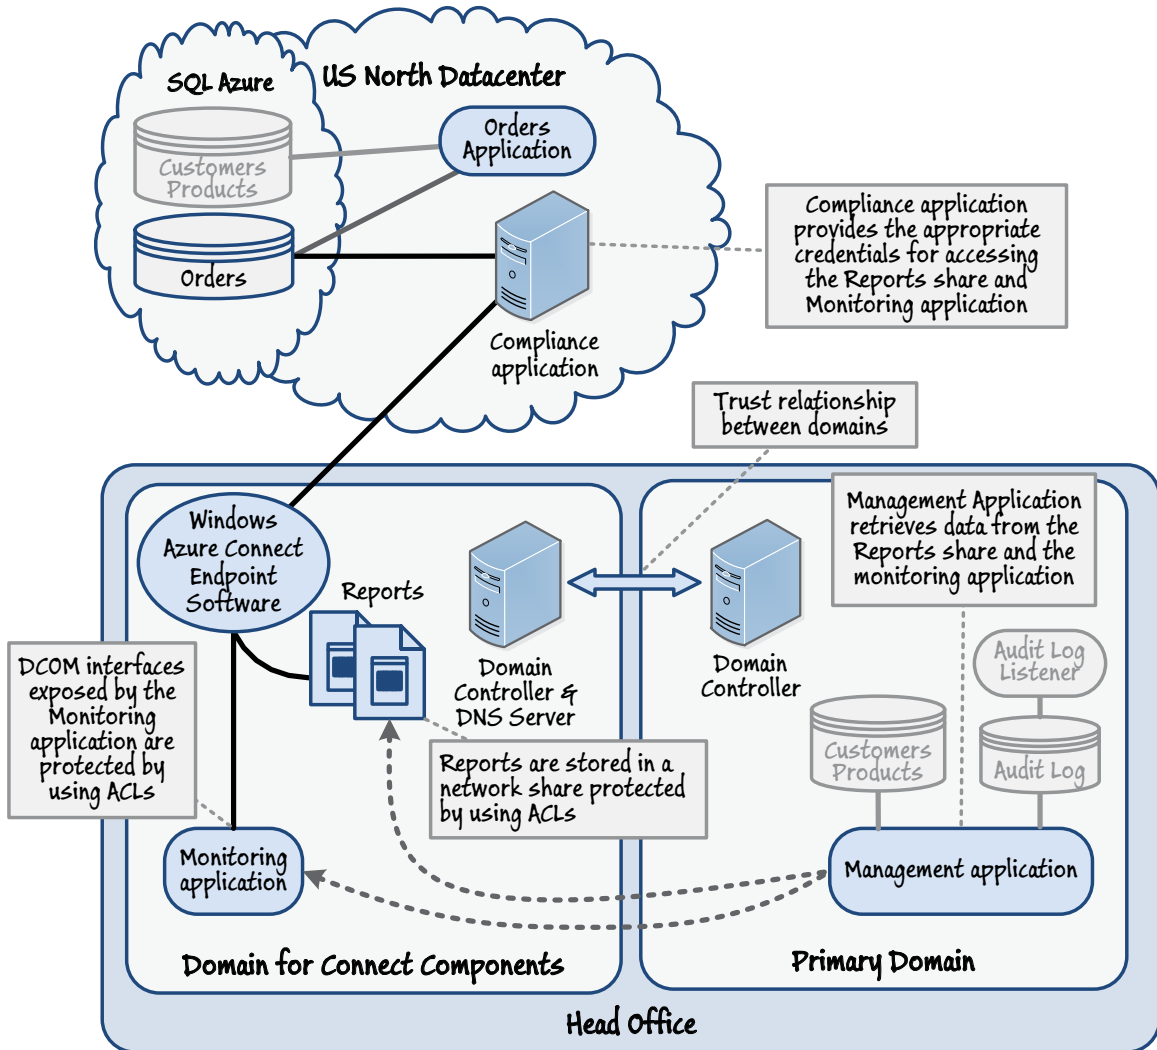 SQL Azure
US North Datacenter
Customers
Products
Orders
Application
Orders
Compliance
application
Compliance application
provides the appropriate
credentials for accessing
the Reports share and
Monitoring application
Trust relationship
between domains
Windows
Azure Connect
Endpoint
Software
Reports
Domain
Controller &
DNS Server
Domain
Controller
Management Application
retrieves data from the
Reports share and the
monitoring application
Audit Log
Listener
DCOM interfaces
exposed by the
Monitoring
application are
protected by
using ACLs
Reports are stored in a
network share protected
by using ACLs
Customers
Products
Audit Log
Monitoring
application
Management application
Domain for Connect Components
Primary Domain
Head Office